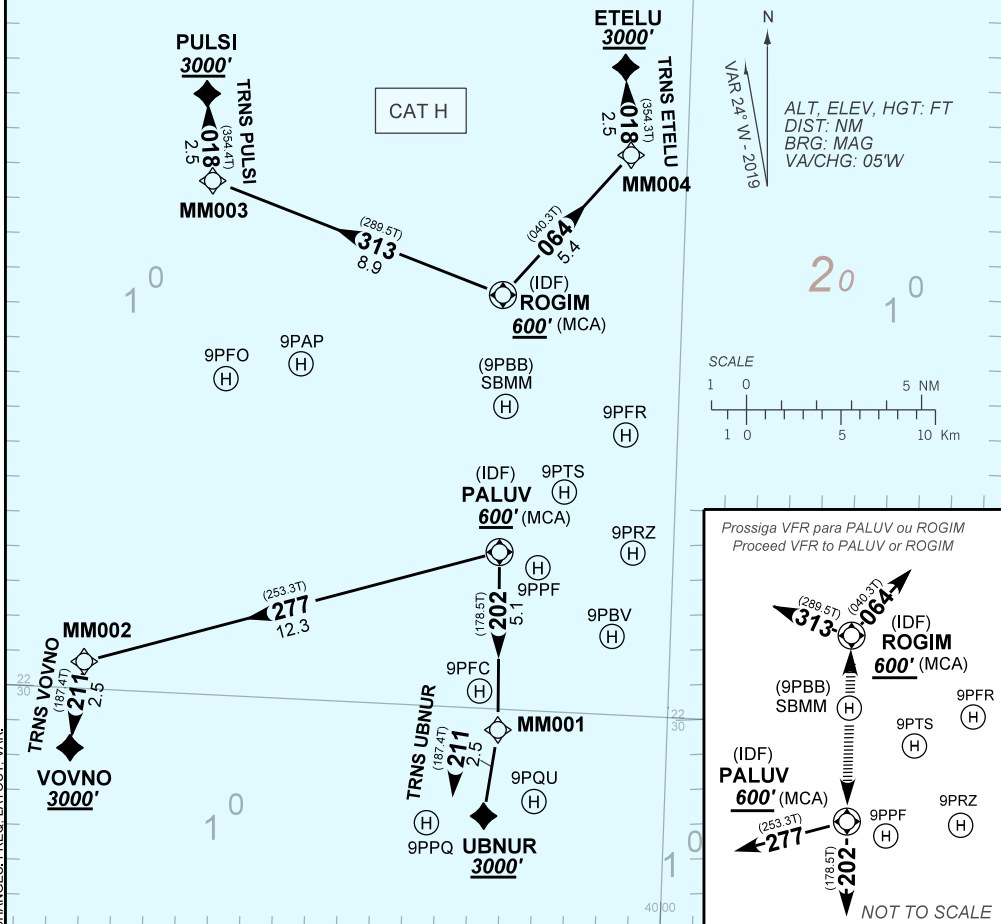 PULSI
3000'
TRNS PULSI
018
(354.4T)
2.5
MM003
CAT H
ETELU
3000'
TRNS ETELU
018
(354.3T)
2.5
MM004
N
VAR 24° W - 2019
ALT, ELEV, HGT: FT
DIST: NM
BRG: MAG
VA/CHG: 05'W
(289.5T)
313
8.9
(040.3T)
064
5.4
(IDF)
ROGIM
600' (MCA)
1 0
2 0
1 0
9PFO
H
9PAP
H
(9PBB)
SBMM
H
9PFR
H
SCALE
1 0 5 NM
1 0 5 10 Km
(IDF)
PALUV
600' (MCA)
9PTS
H
9PRZ
H
H
9PPF
9PBV
H
(253.3T)
277
12.3
(178.5T)
202
5.1
MM002
TRNS VOVNO
(187.4T)
211
2.5
VOVNO
3000'
22
30
9PFC
H
MM001
22
30
TRNS UBNUR
(187.4T)
211
2.5
9PQU
H
H
9PPQ
UBNUR
3000'
1 0
1 0
40 00
Prossiga VFR para PALUV ou ROGIM
Proceed VFR to PALUV or ROGIM
(289.5T)
313
(040.3T)
064
(IDF)
ROGIM
600' (MCA)
(9PBB)
SBMM
H
9PFR
H
9PTS
H
(IDF)
PALUV
600' (MCA)
9PPF
H
9PRZ
H
(253.3T)
277
(178.5T)
202
NOT TO SCALE